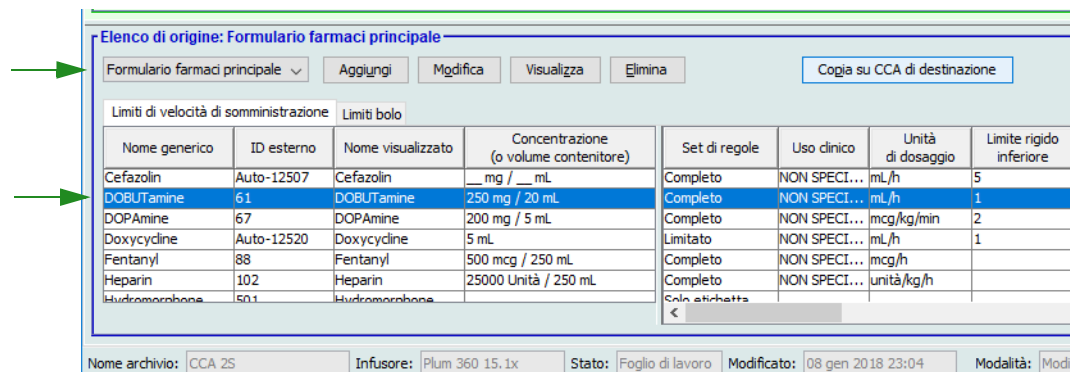 Elenco di origine: Formulario farmaci principale
Formulario farmaci principale Aggiungi Modifica Visualizza Elimina Copia su CCA di destinazione
Limiti di velocità di somministrazione Limiti bolo
Nome generico ID esterno Nome visualizzato Concentrazione (o volume contenitore) Set di regole Uso clinico Unità di dosaggio Limite rigido inferiore
Cefazolin Auto-12507 Cefazolin __ mg / __ mL Completo NON SPECI... mL/h 5
DOBUTamine 61 DOBUTamine 250 mg / 20 mL Completo NON SPECI... mL/h 1
DOPAmine 67 DOPAmine 200 mg / 5 mL Completo NON SPECI... mcg/kg/min 2
Doxycycline Auto-12520 Doxycycline 5 mL Limitato NON SPECI... mL/h 1
Fentanyl 88 Fentanyl 500 mcg / 250 mL Completo NON SPECI... mcg/h
Heparin 102 Heparin 25000 Unità / 250 mL Completo NON SPECI... unità/kg/h
Hydromorphone 501 Hydromorphone Solo etichetta
Nome archivio: CCA 2S Infusore: Plum 360 15.1x Stato: Foglio di lavoro Modificato: 08 gen 2018 23:04 Modalità: Modi